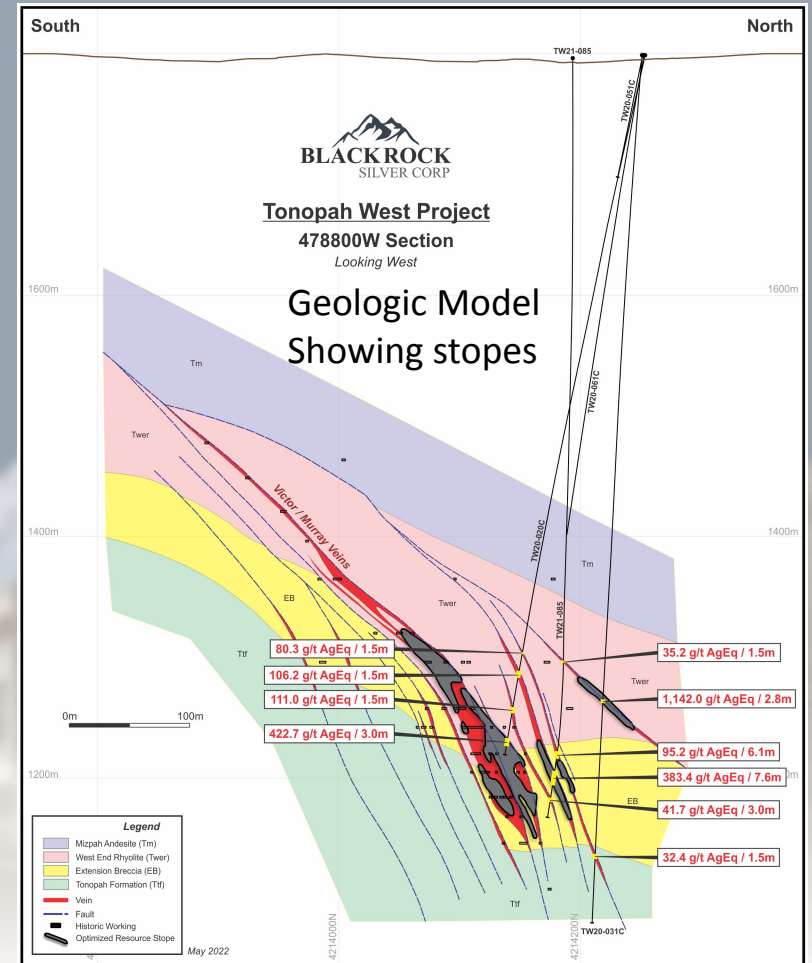 South
North
TW21-085
TW20-051C
BLACKROCK
SILVER CORP
Tonopah West Project
478800W Section
Looking West
Geologic Model
Showing stopes
1600m
1600m
Tm
TW20-061C
Twer
Victor / Murray Veins
1400m
1400m
TW20-020C
Tm
EB
Twer
TW21-085
Ttf
80.3 g/t AgEq / 1.5m
35.2 g/t AgEq / 1.5m
106.2 g/t AgEq / 1.5m
Twer
111.0 g/t AgEq / 1.5m
1,142.0 g/t AgEq / 2.8m
0m
100m
422.7 g/t AgEq / 3.0m
95.2 g/t AgEq / 6.1m
1200m
383.4 g/t AgEq / 7.6m
EB
41.7 g/t AgEq / 3.0m
Legend
Mizpah Andesite (Tm)
West End Rhyolite (Twer)
32.4 g/t AgEq / 1.5m
Extension Breccia (EB)
Tonopah Formation (Ttf)
Vein
Fault
Ttf
Historic Working
Optimized Resource Stope
4214000N
4214200N
TW20-031C
May 2022